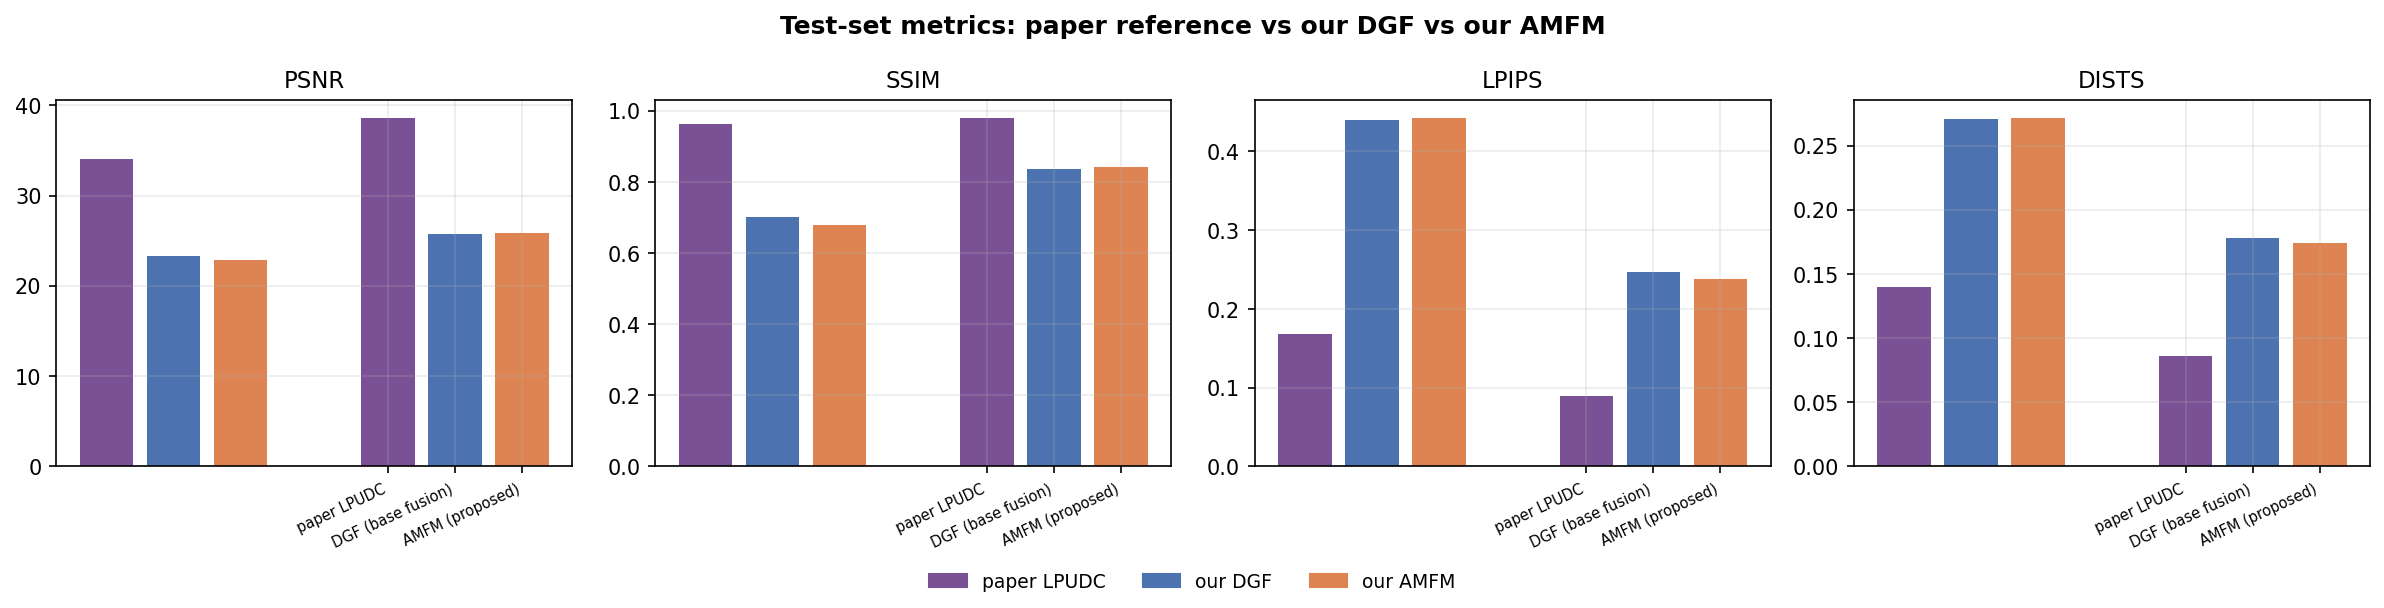 Test-set metrics: paper reference vs our DGF vs our AMFM
PSNR
40
30
20
10
0
paper LPUDC
DGF (base fusion)
AMFM (proposed)
SSIM
1.0
0.8
0.6
0.4
0.2
0.0
paper LPUDC
DGF (base fusion)
AMFM (proposed)
LPIPS
0.4
0.3
0.2
0.1
0.0
paper LPUDC
DGF (base fusion)
AMFM (proposed)
DISTS
0.25
0.20
0.15
0.10
0.05
0.00
paper LPUDC
DGF (base fusion)
AMFM (proposed)
paper LPUDC our DGF our AMFM